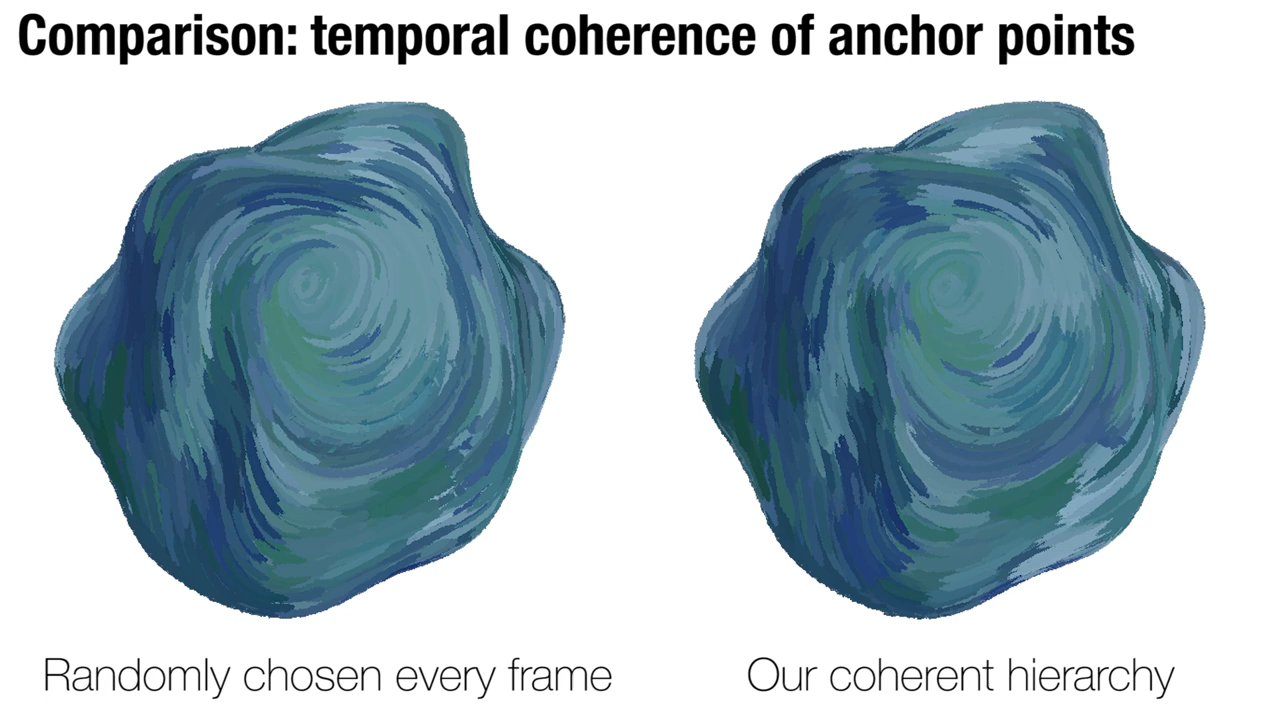 Comparison: temporal coherence of anchor points
Randomly chosen every frame
Our coherent hierarchy